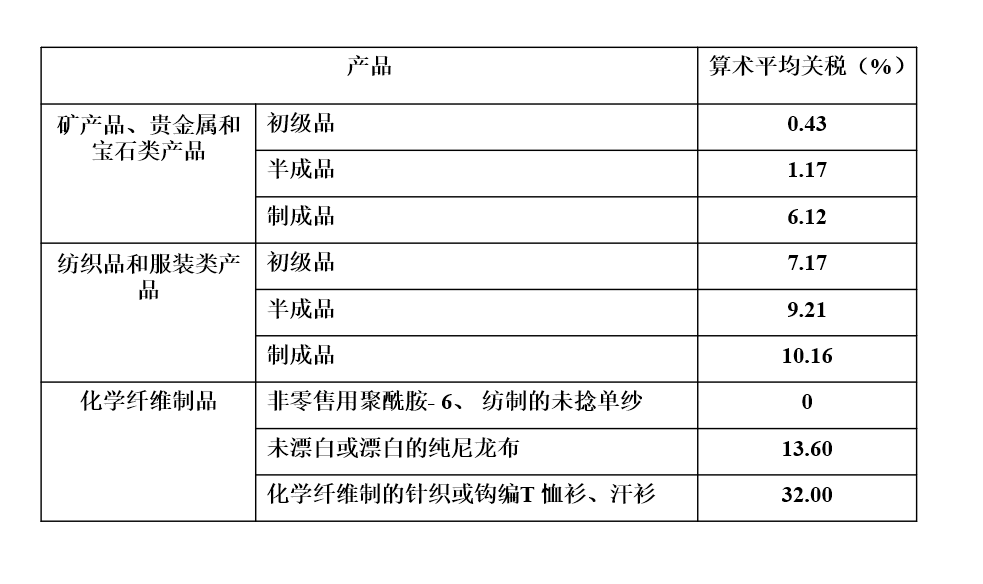 产品
算术平均关税（%）
矿产品、贵金属和
宝石类产品
初级品
0.43
半成品
1.17
制成品
6.12
纺织品和服装类产
品
初级品
7.17
半成品
9.21
制成品
10.16
化学纤维制品
非零售用聚酰胺- 6、 纺制的未捻单纱
0
未漂白或漂白的纯尼龙布
13.60
化学纤维制的针织或钩编T 恤衫、汗衫
32.00